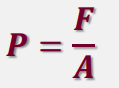 P = F/A